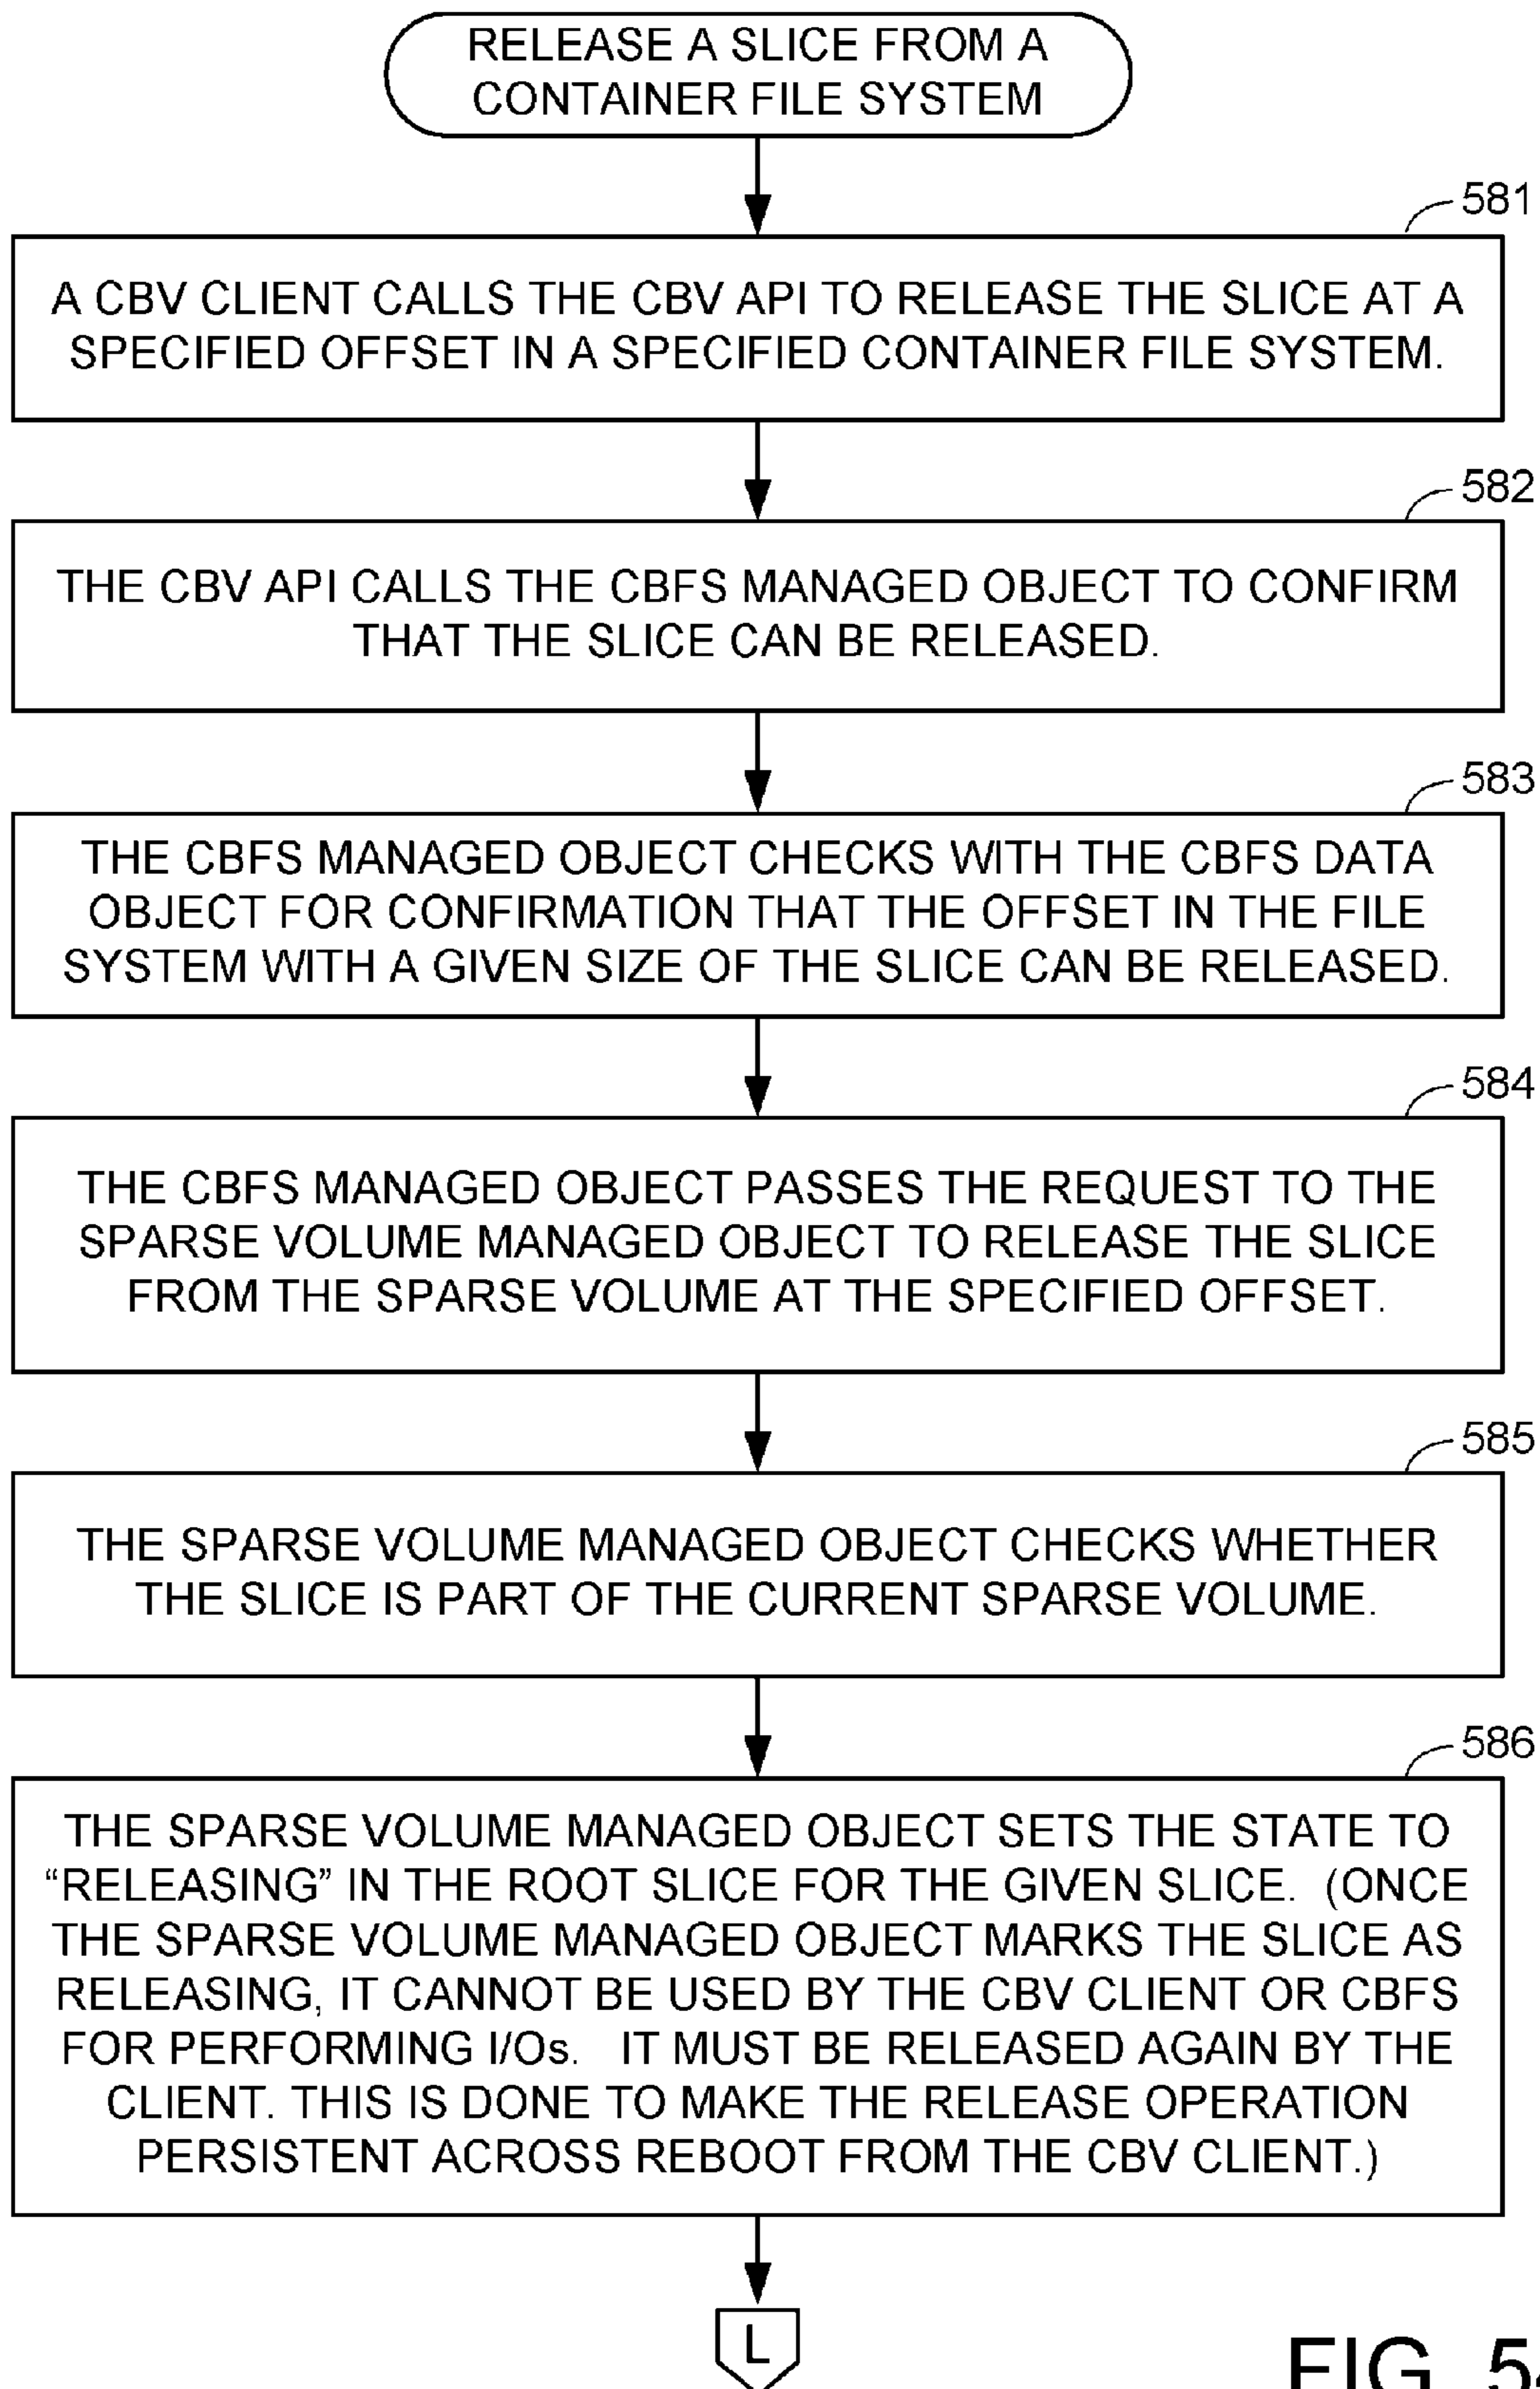 RELEASE A SLICE FROM A
CONTAINER FILE SYSTEM
581
A CBV CLIENT CALLS THE CBV API TO RELEASE THE SLICE AT A
SPECIFIED OFFSET IN A SPECIFIED CONTAINER FILE SYSTEM.
582
THE CBV API CALLS THE CBFS MANAGED OBJECT TO CONFIRM
THAT THE SLICE CAN BE RELEASED.
583
THE CBFS MANAGED OBJECT CHECKS WITH THE CBFS DATA
OBJECT FOR CONFIRMATION THAT THE OFFSET IN THE FILE
SYSTEM WITH A GIVEN SIZE OF THE SLICE CAN BE RELEASED.
584
THE CBFS MANAGED OBJECT PASSES THE REQUEST TO THE
SPARSE VOLUME MANAGED OBJECT TO RELEASE THE SLICE
FROM THE SPARSE VOLUME AT THE SPECIFIED OFFSET.
585
THE SPARSE VOLUME MANAGED OBJECT CHECKS WHETHER
THE SLICE IS PART OF THE CURRENT SPARSE VOLUME.
586
THE SPARSE VOLUME MANAGED OBJECT SETS THE STATE TO
“RELEASING” IN THE ROOT SLICE FOR THE GIVEN SLICE. (ONCE
THE SPARSE VOLUME MANAGED OBJECT MARKS THE SLICE AS
RELEASING, IT CANNOT BE USED BY THE CBV CLIENT OR CBFS
FOR PERFORMING I/Os. IT MUST BE RELEASED AGAIN BY THE
CLIENT. THIS IS DONE TO MAKE THE RELEASE OPERATION
PERSISTENT ACROSS REBOOT FROM THE CBV CLIENT.)
L
FIG.